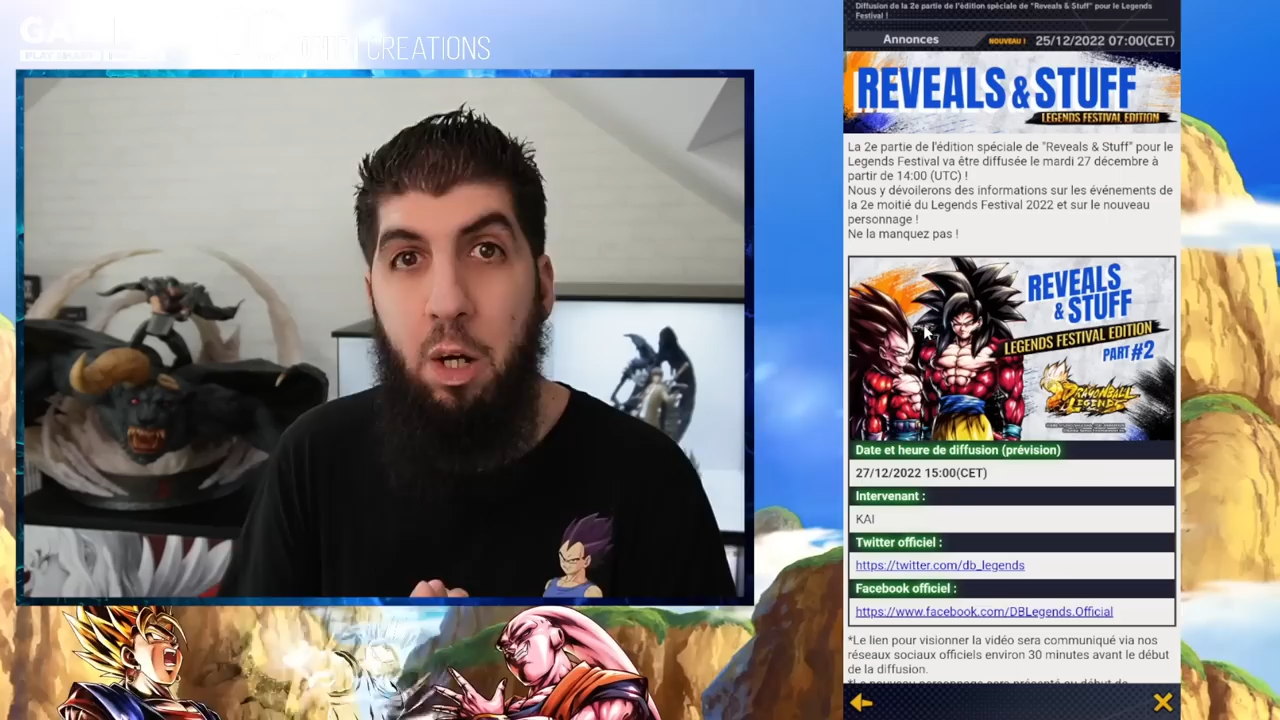 CREATIONS
Diffusion de la 2e partie de l'édition spéciale de "Reveals & Stuff" pour le Legends
Festival !
Annonces
NOUVEAU !
25/12/2022 07:00(CET)
REVEALS & STUFF
LEGENDS FESTIVAL EDITION
La 2e partie de l'édition spéciale de "Reveals & Stuff" pour le
Legends Festival va être diffusée le mardi 27 décembre à
partir de 14:00 (UTC) !
Nous y dévoilerons des informations sur les événements de
la 2e moitié du Legends Festival 2022 et sur le nouveau
personnage !
Ne la manquez pas !
REVEALS
& STUFF
LEGENDS FESTIVAL EDITION
PART #2
DRAGONBALL
LEGENDS
Date et heure de diffusion (prévision)
27/12/2022 15:00(CET)
Intervenant :
KAI
Twitter officiel :
https://twitter.com/db_legends
Facebook officiel :
https://www.facebook.com/DBLegends.Official
*Le lien pour visionner la vidéo sera communiqué via nos
réseaux sociaux officiels environ 30 minutes avant le début
de la diffusion.